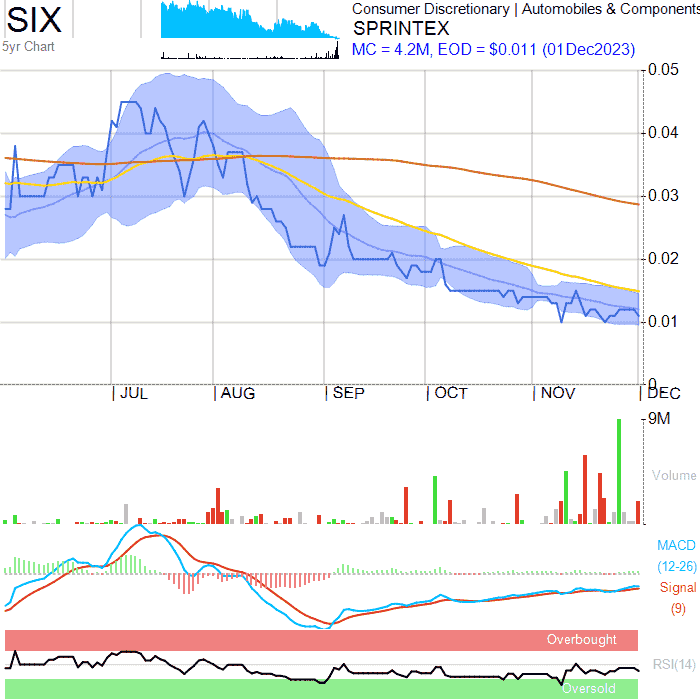 SIX
5yr Chart
Consumer Discretionary | Automobiles & Components
SPRINTEX
MC = 4.2M, EOD = $0.011 (01Dec2023)
0.05
0.04
0.03
0.02
0.01
0
JUL
AUG
SEP
OCT
NOV
DEC
9M
Volume
MACD
(12-26)
Signal
(9)
Overbought
RSI(14)
Oversold